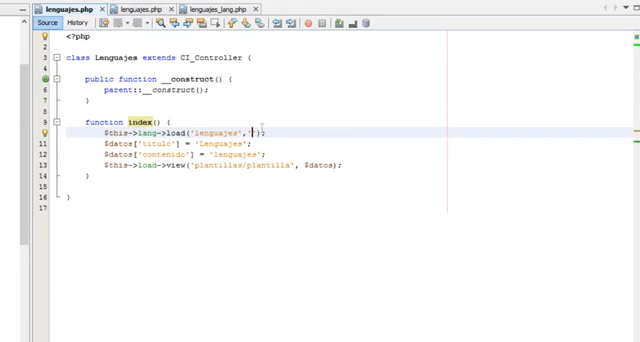 lenguajes.php
lenguajes.php
lenguajes_lang.php
Source
History
1 <?php
2
3 class Lenguajes extends CI_Controller {
4
5 public function __construct() {
6 parent::__construct();
7 }
8
9 function index() {
$this->lang->load('lenguajes','');
11 $datos['titulo'] = 'Lenguajes';
12 $datos['contenido'] = 'lenguajes';
13 $this->load->view('plantillas/plantilla', $datos);
14 }
15
16 }
17